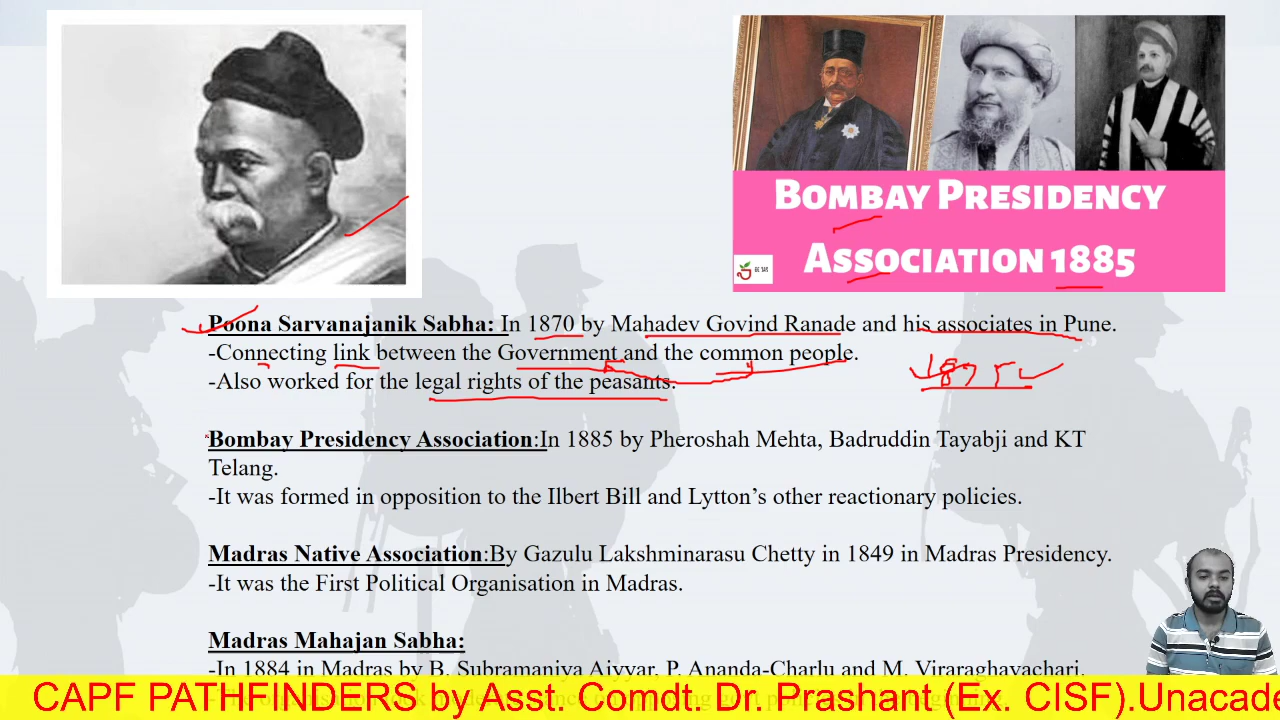 BOMBAY PRESIDENCY
ASSOCIATION 1885
Poona Sarvanajanik Sabha: In 1870 by Mahadev Govind Ranade and his associates in Pune.
-Connecting link between the Government and the common people.
-Also worked for the legal rights of the peasants.
Bombay Presidency Association:In 1885 by Pheroshah Mehta, Badruddin Tayabji and KT
Telang.
-It was formed in opposition to the Ilbert Bill and Lytton’s other reactionary policies.
Madras Native Association:By Gazulu Lakshminarasu Chetty in 1849 in Madras Presidency.
-It was the First Political Organisation in Madras.
Madras Mahajan Sabha:
-In 1884 in Madras by B. Subramaniya Aiyyar, P. Ananda-Charlu and M. Viraraghavachari.
CAPF PATHFINDERS by Asst. Comdt. Dr. Prashant (Ex. CISF).Unacade